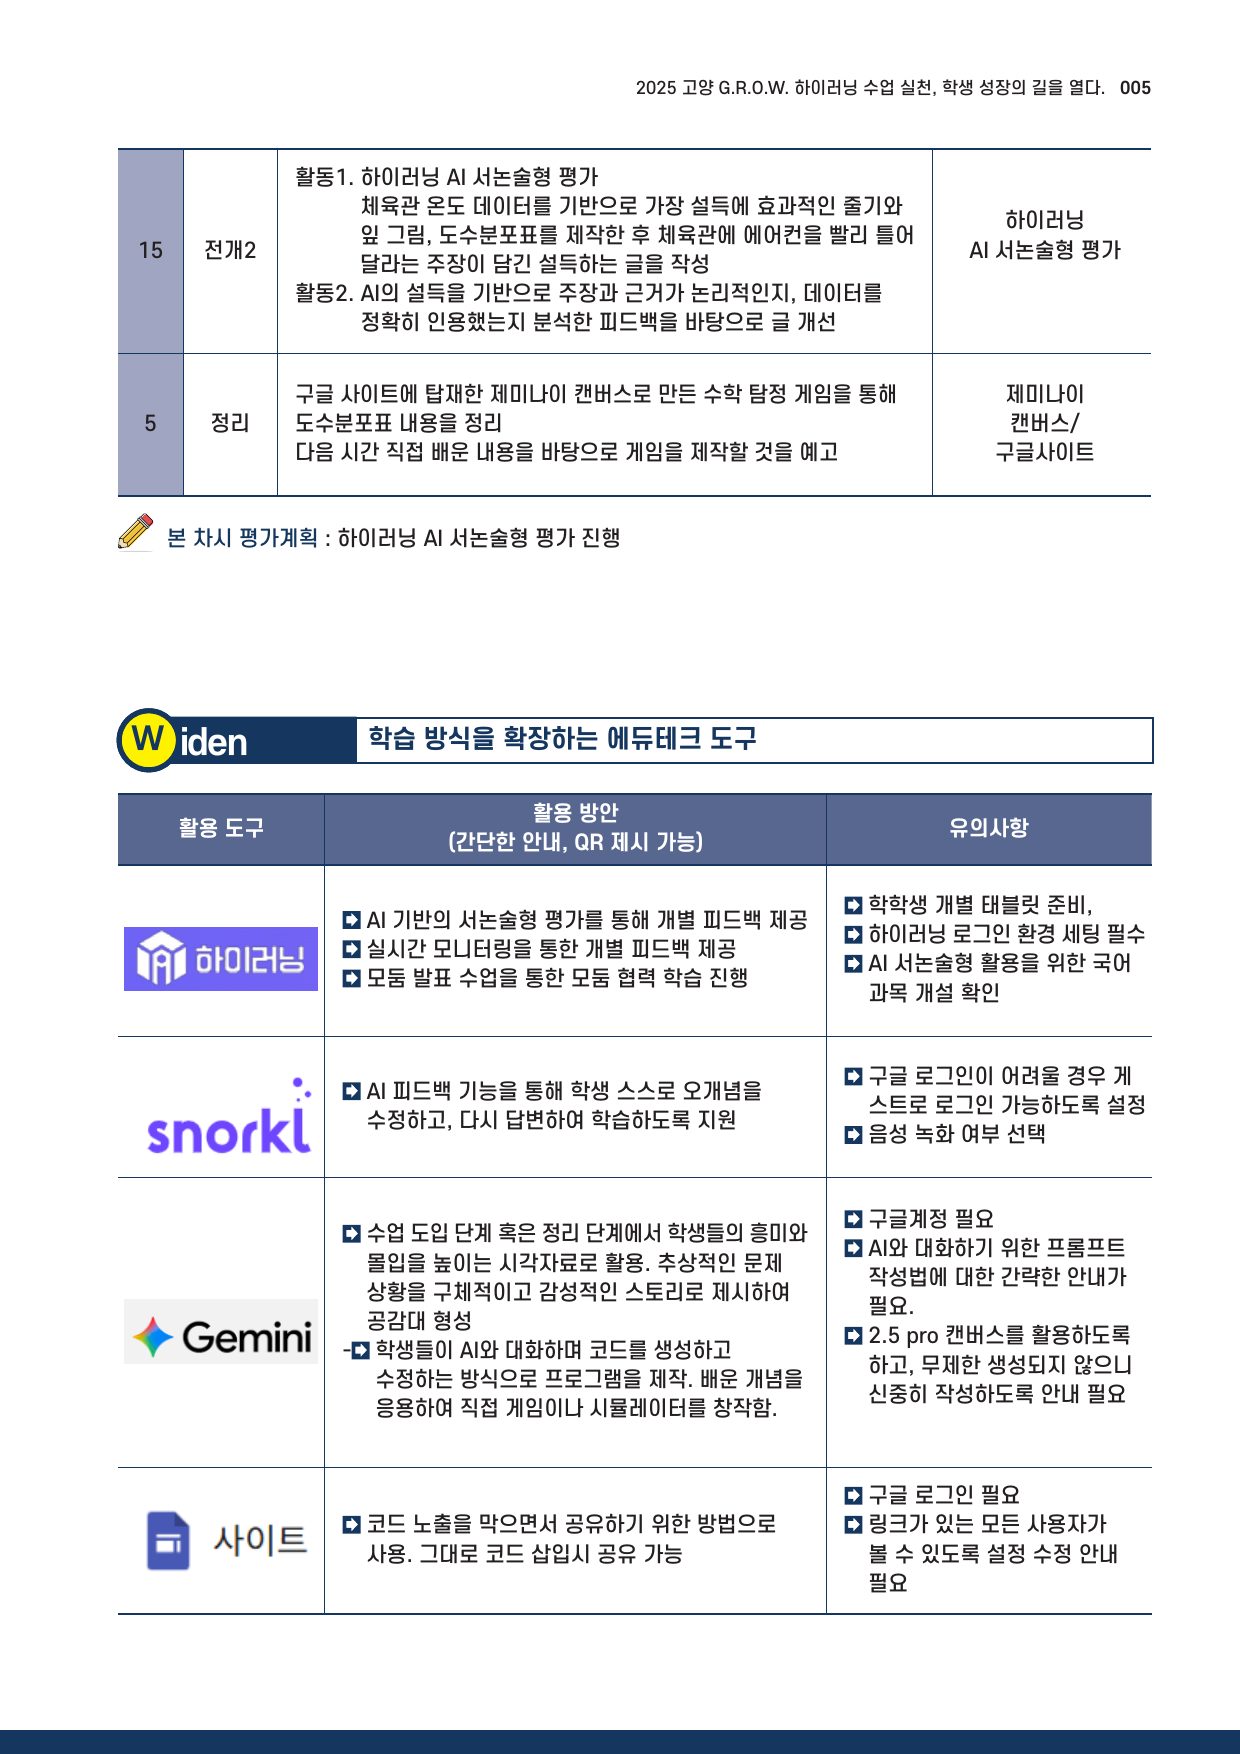 2025 고양 G.R.O.W. 하이러닝 수업 실천, 학생 성장의 길을 열다. 005
15
전개2
활동1. 하이러닝 AI 서논술형 평가
체육관 온도 데이터를 기반으로 가장 설득에 효과적인 줄기와
잎 그림, 도수분포표를 제작한 후 체육관에 에어컨을 빨리 틀어
달라는 주장이 담긴 설득하는 글을 작성
활동2. AI의 설득을 기반으로 주장과 근거가 논리적인지, 데이터를
정확히 인용했는지 분석한 피드백을 바탕으로 글 개선
하이러닝
AI 서논술형 평가
5
정리
구글 사이트에 탑재한 제미나이 캔버스로 만든 수학 탐정 게임을 통해
도수분포표 내용을 정리
다음 시간 직접 배운 내용을 바탕으로 게임을 제작할 것을 예고
제미나이
캔버스/
구글사이트
본 차시 평가계획 : 하이러닝 AI 서논술형 평가 진행
Widen 학습 방식을 확장하는 에듀테크 도구
활용 도구
활용 방안
(간단한 안내, QR 제시 가능)
유의사항
하이러닝
AI 기반의 서논술형 평가를 통해 개별 피드백 제공
실시간 모니터링을 통한 개별 피드백 제공
모둠 발표 수업을 통한 모둠 협력 학습 진행
학학생 개별 태블릿 준비,
하이러닝 로그인 환경 세팅 필수
AI 서논술형 활용을 위한 국어
과목 개설 확인
snorkl
AI 피드백 기능을 통해 학생 스스로 오개념을
수정하고, 다시 답변하여 학습하도록 지원
구글 로그인이 어려울 경우 게
스트로 로그인 가능하도록 설정
음성 녹화 여부 선택
Gemini
수업 도입 단계 혹은 정리 단계에서 학생들의 흥미와
몰입을 높이는 시각자료로 활용. 추상적인 문제
상황을 구체적이고 감성적인 스토리로 제시하여
공감대 형성
- 학생들이 AI와 대화하며 코드를 생성하고
수정하는 방식으로 프로그램을 제작. 배운 개념을
응용하여 직접 게임이나 시뮬레이터를 창작함.
구글계정 필요
AI와 대화하기 위한 프롬프트
작성법에 대한 간략한 안내가
필요.
2.5 pro 캔버스를 활용하도록
하고, 무제한 생성되지 않으니
신중히 작성하도록 안내 필요
사이트
코드 노출을 막으면서 공유하기 위한 방법으로
사용. 그대로 코드 삽입시 공유 가능
구글 로그인 필요
링크가 있는 모든 사용자가
볼 수 있도록 설정 수정 안내
필요